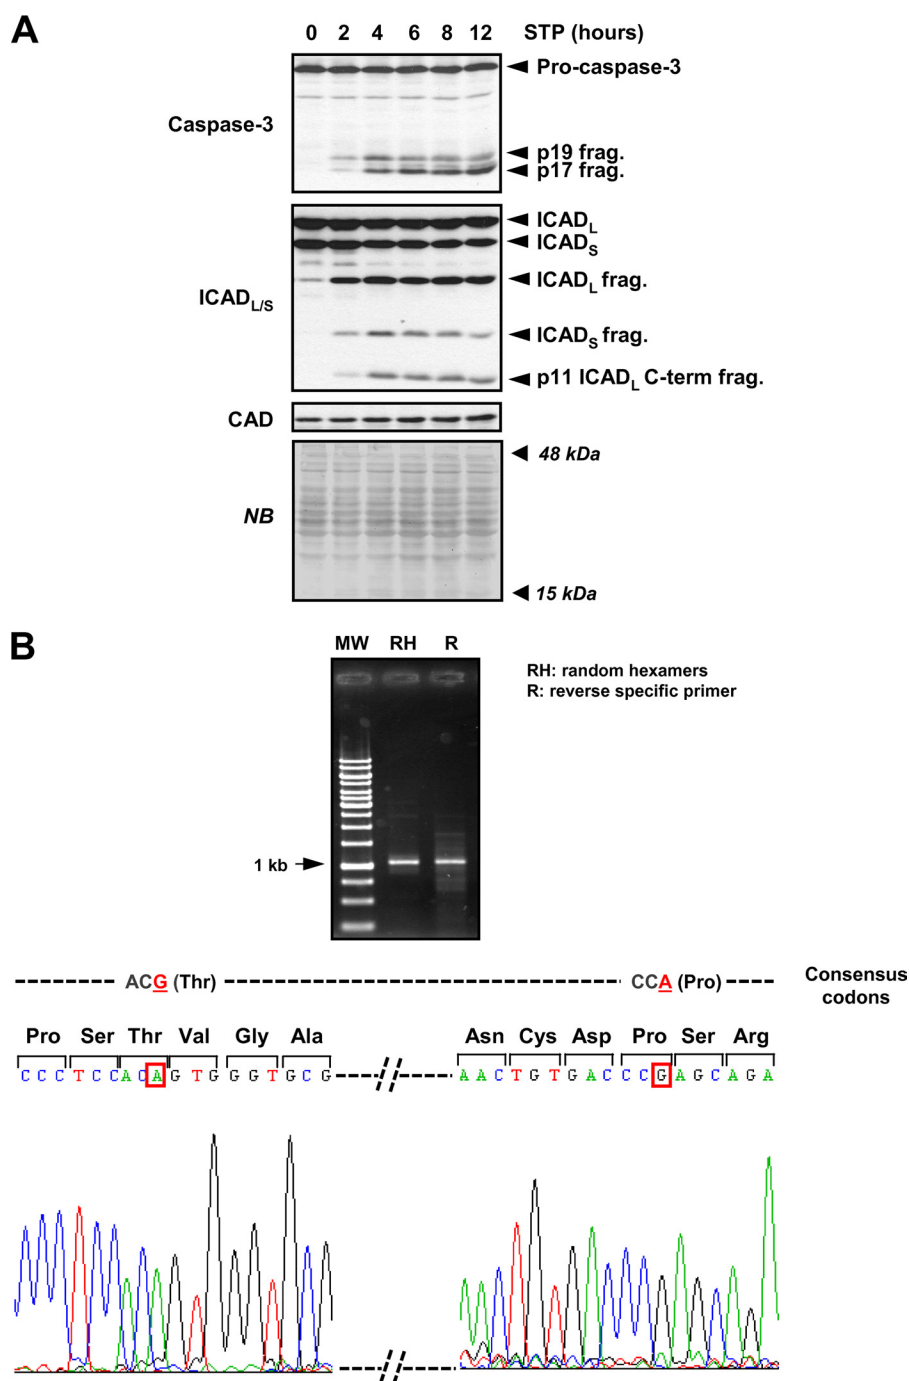 A
0 2 4 6 8 12 STP (hours)
Pro-caspase-3
Caspase-3
p19 frag.
p17 frag.
ICADL
ICADS
ICADL frag.
ICADL/S
ICADS frag.
p11 ICADL C-term frag.
CAD
48 kDa
NB
15 kDa
B
MW RH R
RH: random hexamers
R: reverse specific primer
1 kb
ACG (Thr) CCA (Pro) Consensus
codons
Pro Ser Thr Val Gly Ala Asn Cys Asp Pro Ser Arg
C C C T C C A C A G T G G G T G C G A A C T G T G A C C C G A G C A G A